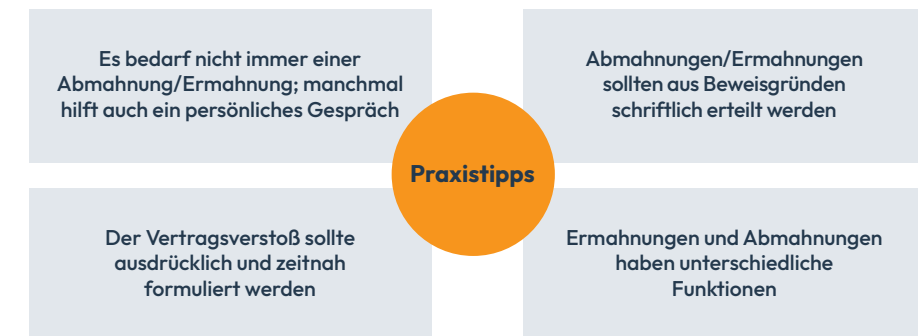 Es bedarf nicht immer einer
Abmahnung/Ermahnung; manchmal
hilft auch ein persönliches Gespräch
Abmahnungen/Ermahnungen
sollten aus Beweisgründen
schriftlich erteilt werden
Praxistipps
Der Vertragsverstoß sollte
ausdrücklich und zeitnah
formuliert werden
Ermahnungen und Abmahnungen
haben unterschiedliche
Funktionen